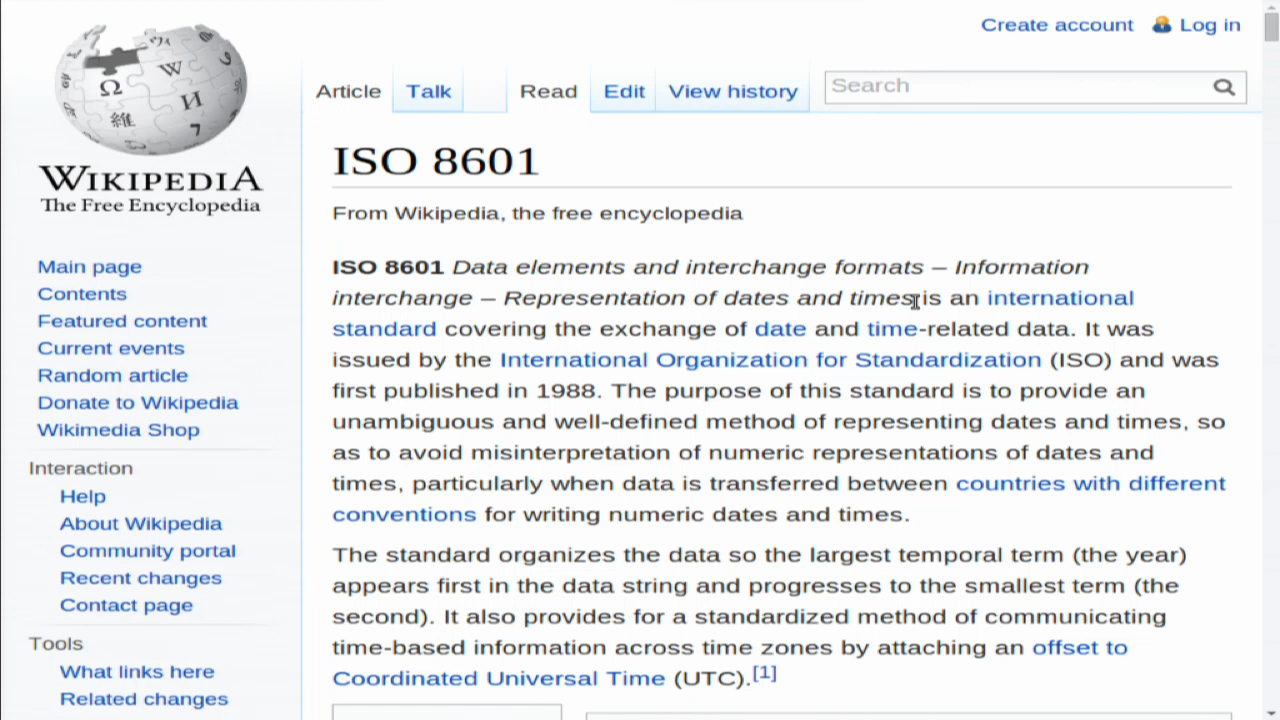 Create account Log in
Article Talk Read Edit View history Search
WIKIPEDIA
The Free Encyclopedia
Main page
Contents
Featured content
Current events
Random article
Donate to Wikipedia
Wikimedia Shop
Interaction
Help
About Wikipedia
Community portal
Recent changes
Contact page
Tools
What links here
Related changes
ISO 8601
From Wikipedia, the free encyclopedia
ISO 8601 Data elements and interchange formats – Information
interchange – Representation of dates and times is an international
standard covering the exchange of date and time-related data. It was
issued by the International Organization for Standardization (ISO) and was
first published in 1988. The purpose of this standard is to provide an
unambiguous and well-defined method of representing dates and times, so
as to avoid misinterpretation of numeric representations of dates and
times, particularly when data is transferred between countries with different
conventions for writing numeric dates and times.
The standard organizes the data so the largest temporal term (the year)
appears first in the data string and progresses to the smallest term (the
second). It also provides for a standardized method of communicating
time-based information across time zones by attaching an offset to
Coordinated Universal Time (UTC).[1]